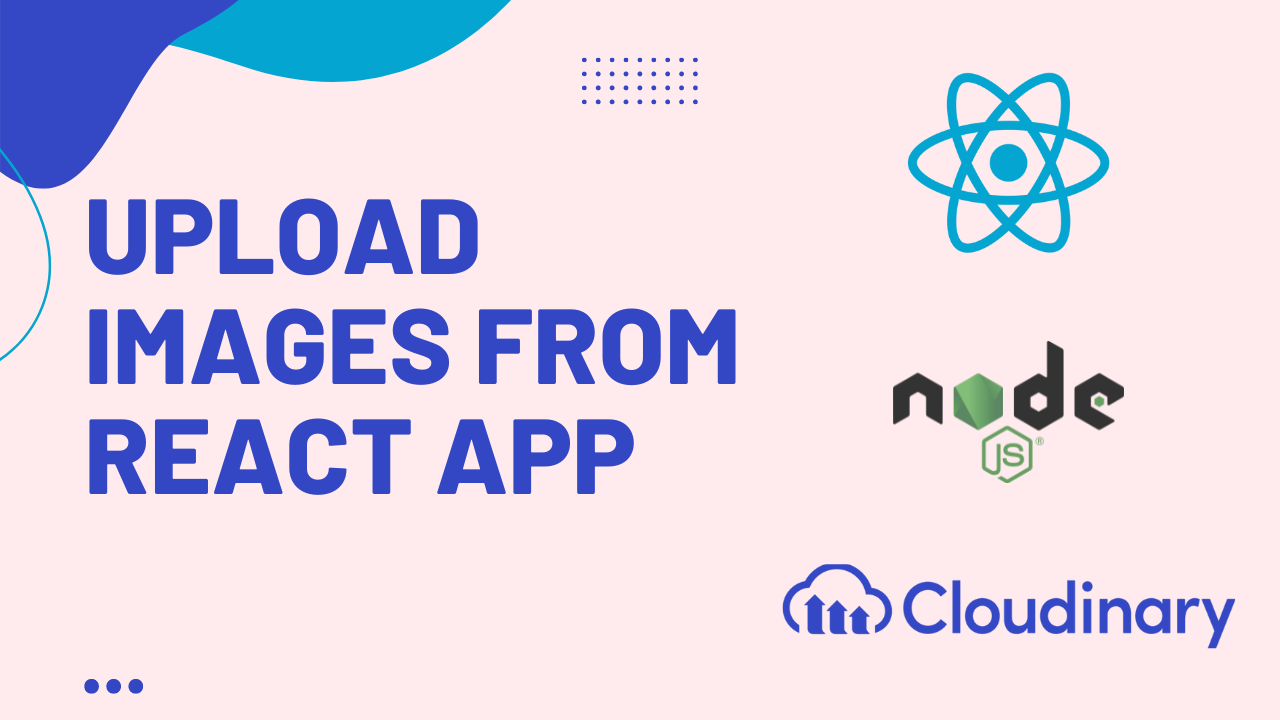 UPLOAD
IMAGES FROM
REACT APP
node
JS®
Cloudinary